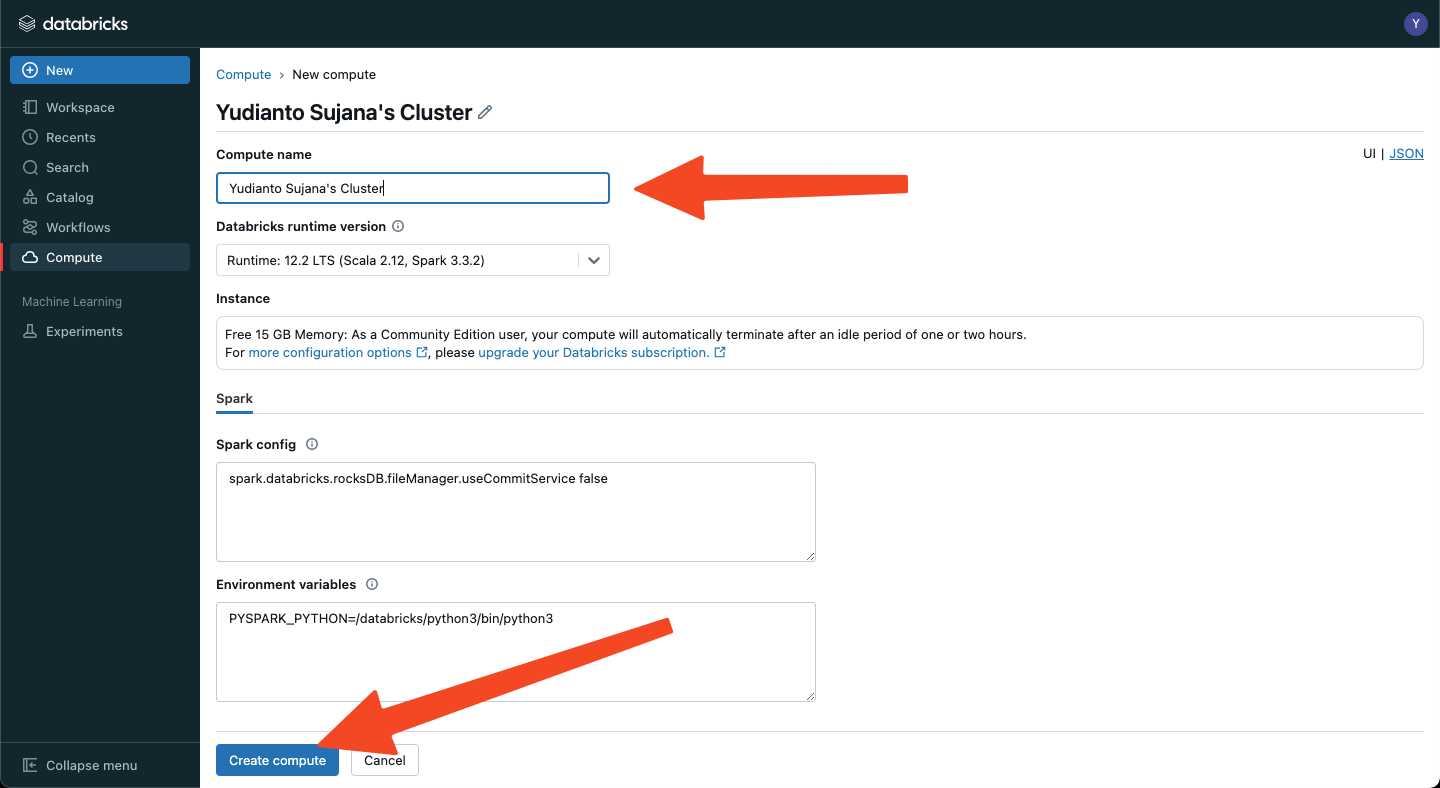 databricks
Y
New
Workspace
Recents
Search
Catalog
Workflows
Compute
Machine Learning
Experiments
Collapse menu
Compute › New compute
Yudianto Sujana's Cluster
Compute name
UI | JSON
Yudianto Sujana's Cluster
Databricks runtime version
Runtime: 12.2 LTS (Scala 2.12, Spark 3.3.2)
Instance
Free 15 GB Memory: As a Community Edition user, your compute will automatically terminate after an idle period of one or two hours.
For more configuration options, please upgrade your Databricks subscription.
Spark
Spark config
spark.databricks.rocksDB.fileManager.useCommitService false
Environment variables
PYSPARK_PYTHON=/databricks/python3/bin/python3
Create compute
Cancel